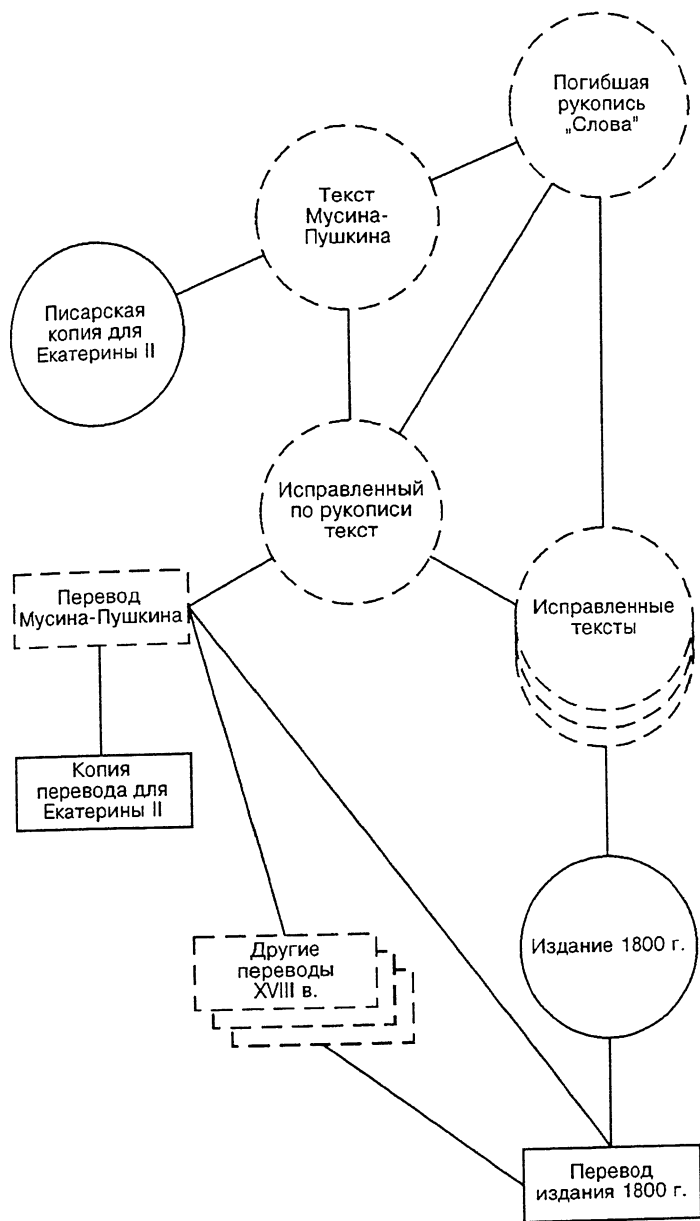 Погибшая
рукопись
„Слова"
Текст
Мусина-
Пушкина
Писарская
копия для
Екатерины II
Исправленный
по рукописи
текст
Перевод
Мусина-Пушкина
Исправленные
тексты
Копия
перевода для
Екатерины II
Другие
переводы
XVIII в.
Издание 1800 г.
Перевод
издания 1800 г.